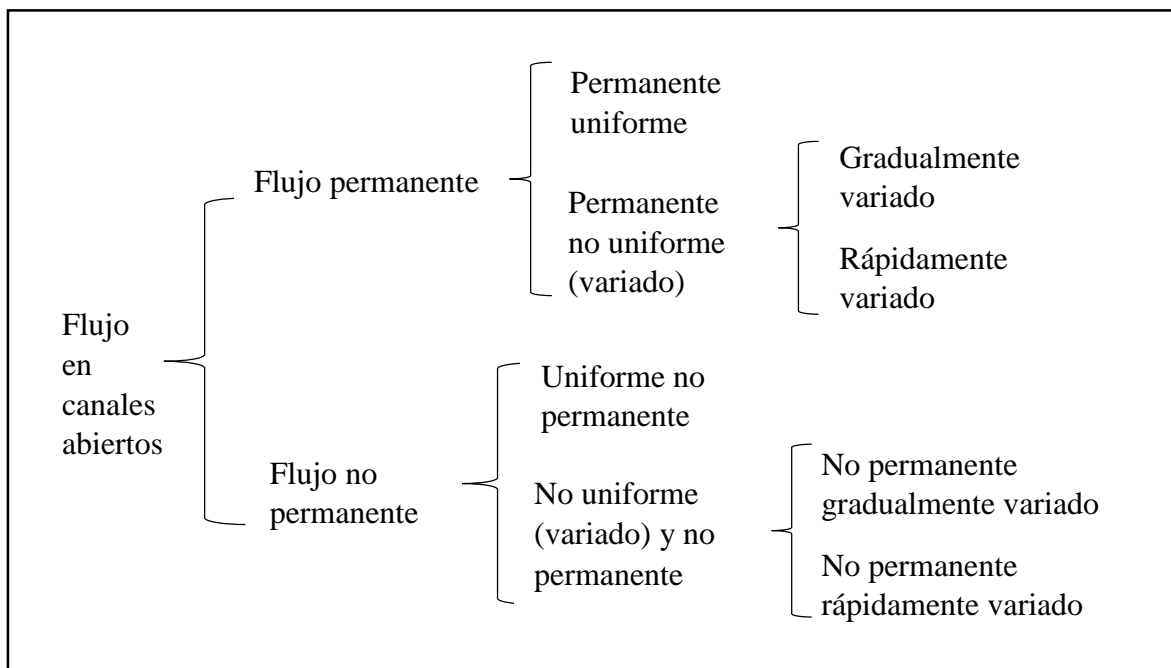 Flujo
en
canales
abiertos
Flujo permanente
Permanente
uniforme
Permanente
no uniforme
(variado)
Gradualmente
variado
Rápidamente
variado
Flujo no
permanente
Uniforme no
permanente
No uniforme
(variado) y no
permanente
No permanente
gradualmente variado
No permanente
rápidamente variado